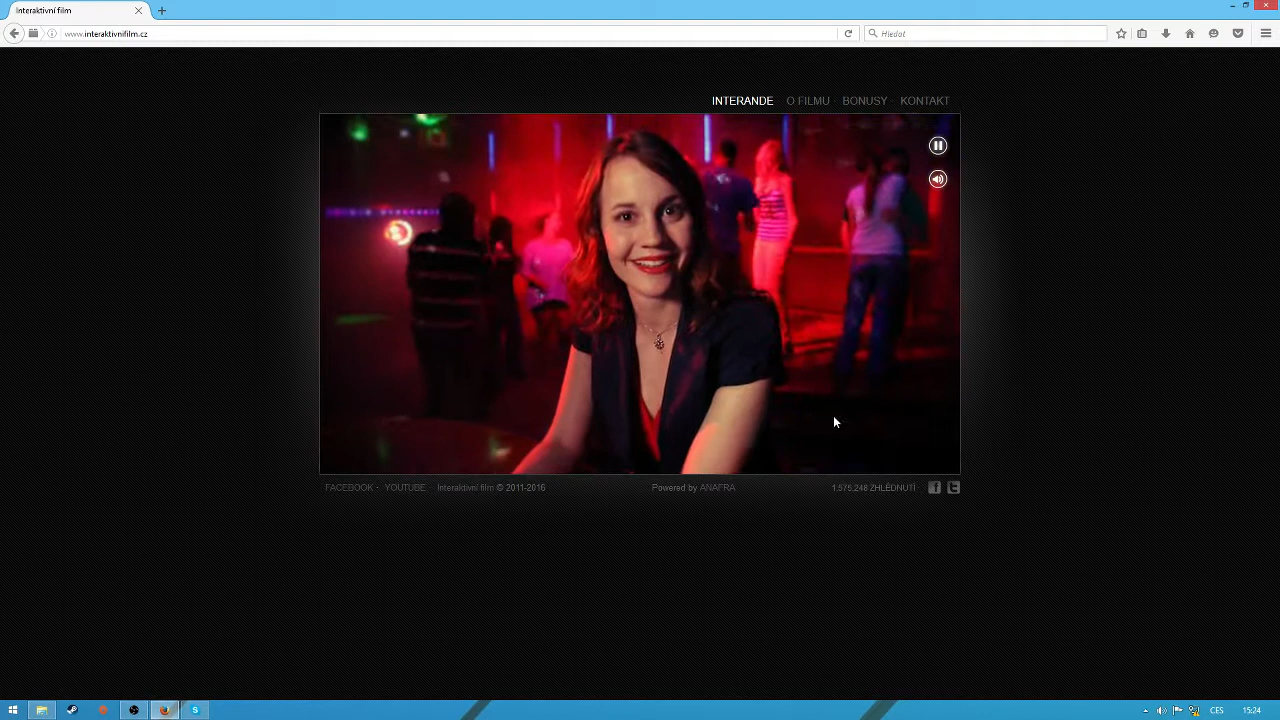 Interaktivní film
www.interaktivnifilm.cz
Hledat
INTERANDE O FILMU BONUSY KONTAKT
FACEBOOK · YOUTUBE Interaktivní film © 2011-2016 Powered by ANAFRA 1.575.248 ZHLÉDNUTÍ
CES 15:24